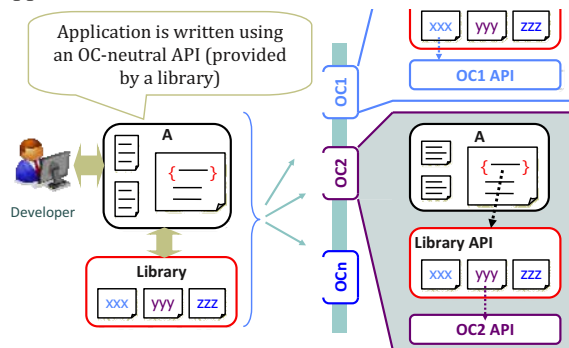 Application is written using
an OC-neutral API (provided
by a library)
A
{ }
Developer
Library
xxx yyy zzz
OC1
OC2
OCn
xxx yyy zzz
OC1 API
A
{ }
Library API
xxx yyy zzz
OC2 API